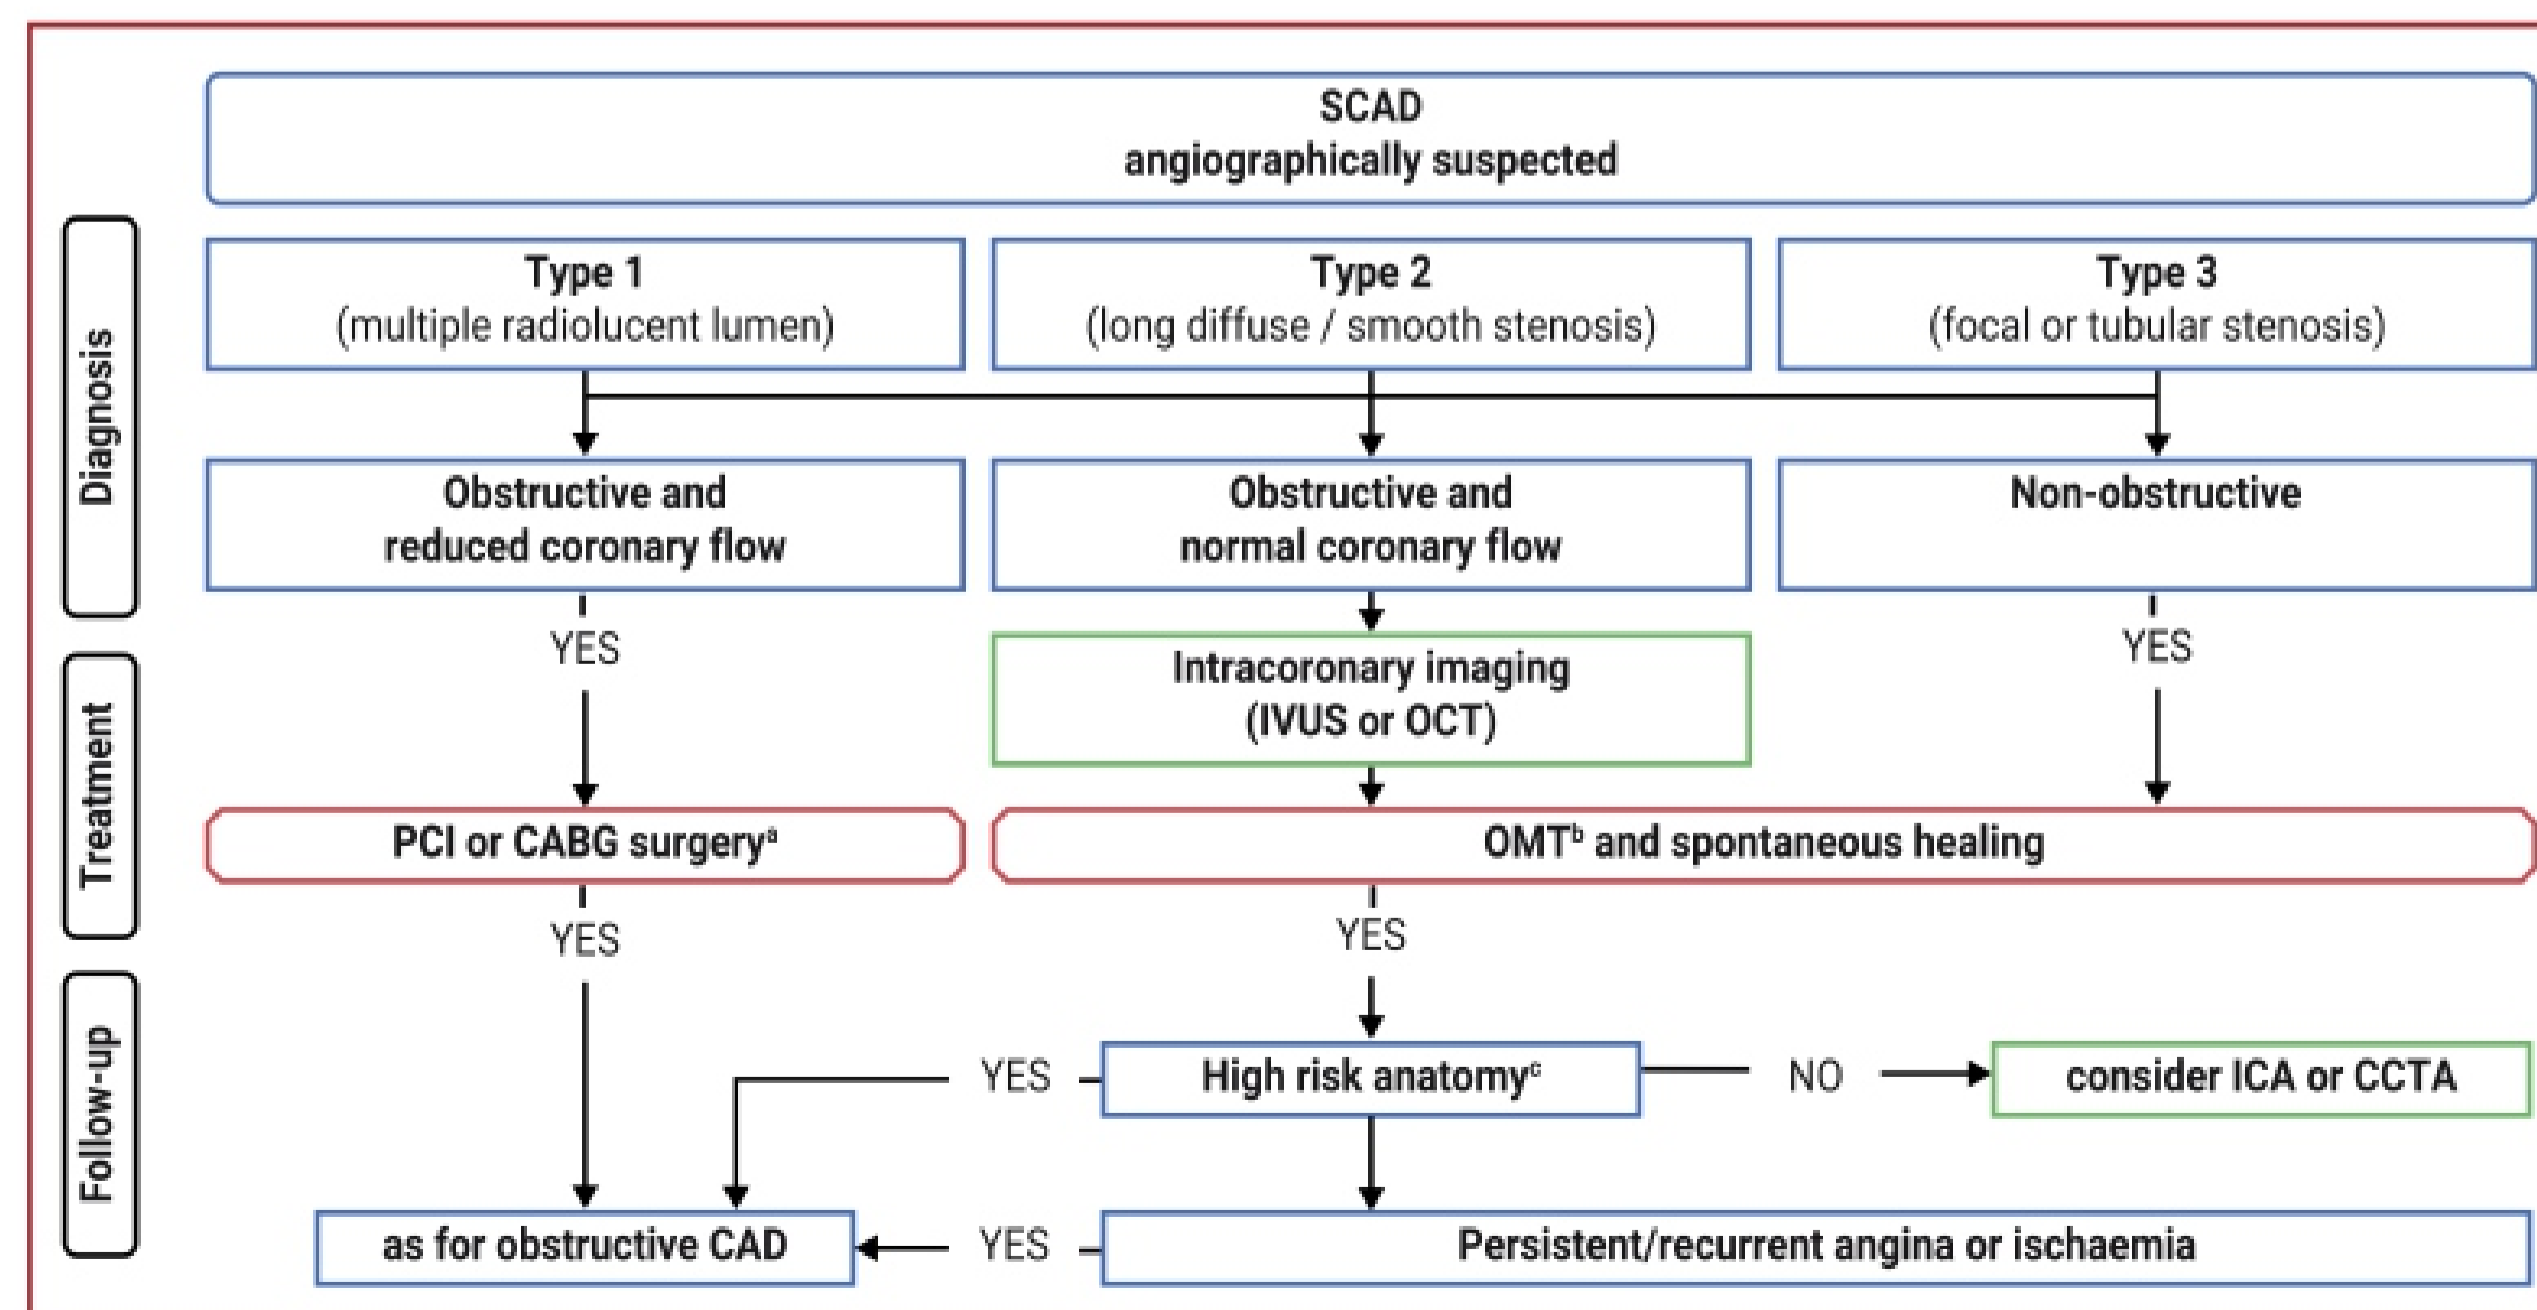 SCAD
angiographically suspected
Diagnosis
Type 1
(multiple radiolucent lumen)
Type 2
(long diffuse / smooth stenosis)
Type 3
(focal or tubular stenosis)
Obstructive and
reduced coronary flow
Obstructive and
normal coronary flow
Non-obstructive
YES
Intracoronary imaging
(IVUS or OCT)
YES
Treatment
PCI or CABG surgeryᵃ
OMTᵇ and spontaneous healing
YES
YES
Follow-up
YES
High risk anatomyᶜ
NO
consider ICA or CCTA
as for obstructive CAD
YES
Persistent/recurrent angina or ischaemia